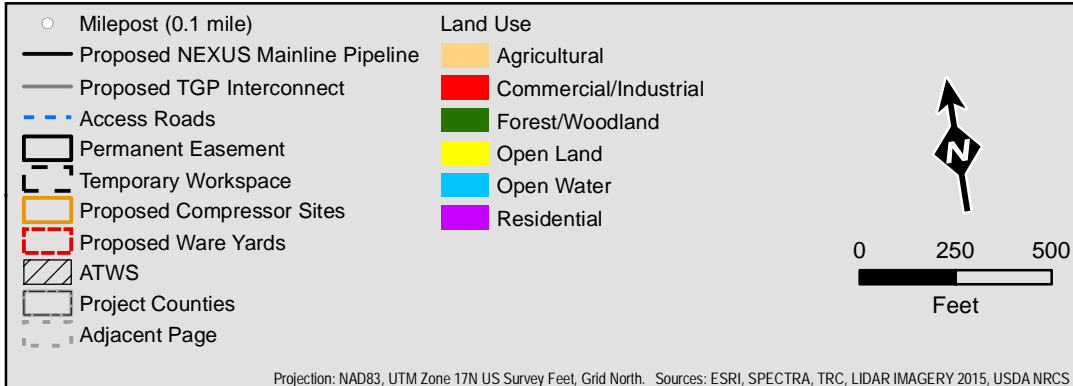 Milepost (0.1 mile)
Proposed NEXUS Mainline Pipeline
Proposed TGP Interconnect
Access Roads
Permanent Easement
Temporary Workspace
Proposed Compressor Sites
Proposed Ware Yards
ATWS
Project Counties
Adjacent Page
Land Use
Agricultural
Commercial/Industrial
Forest/Woodland
Open Land
Open Water
Residential
N
0 250 500
Feet
Projection: NAD83, UTM Zone 17N US Survey Feet, Grid North. Sources: ESRI, SPECTRA, TRC, LIDAR IMAGERY 2015, USDA NRCS